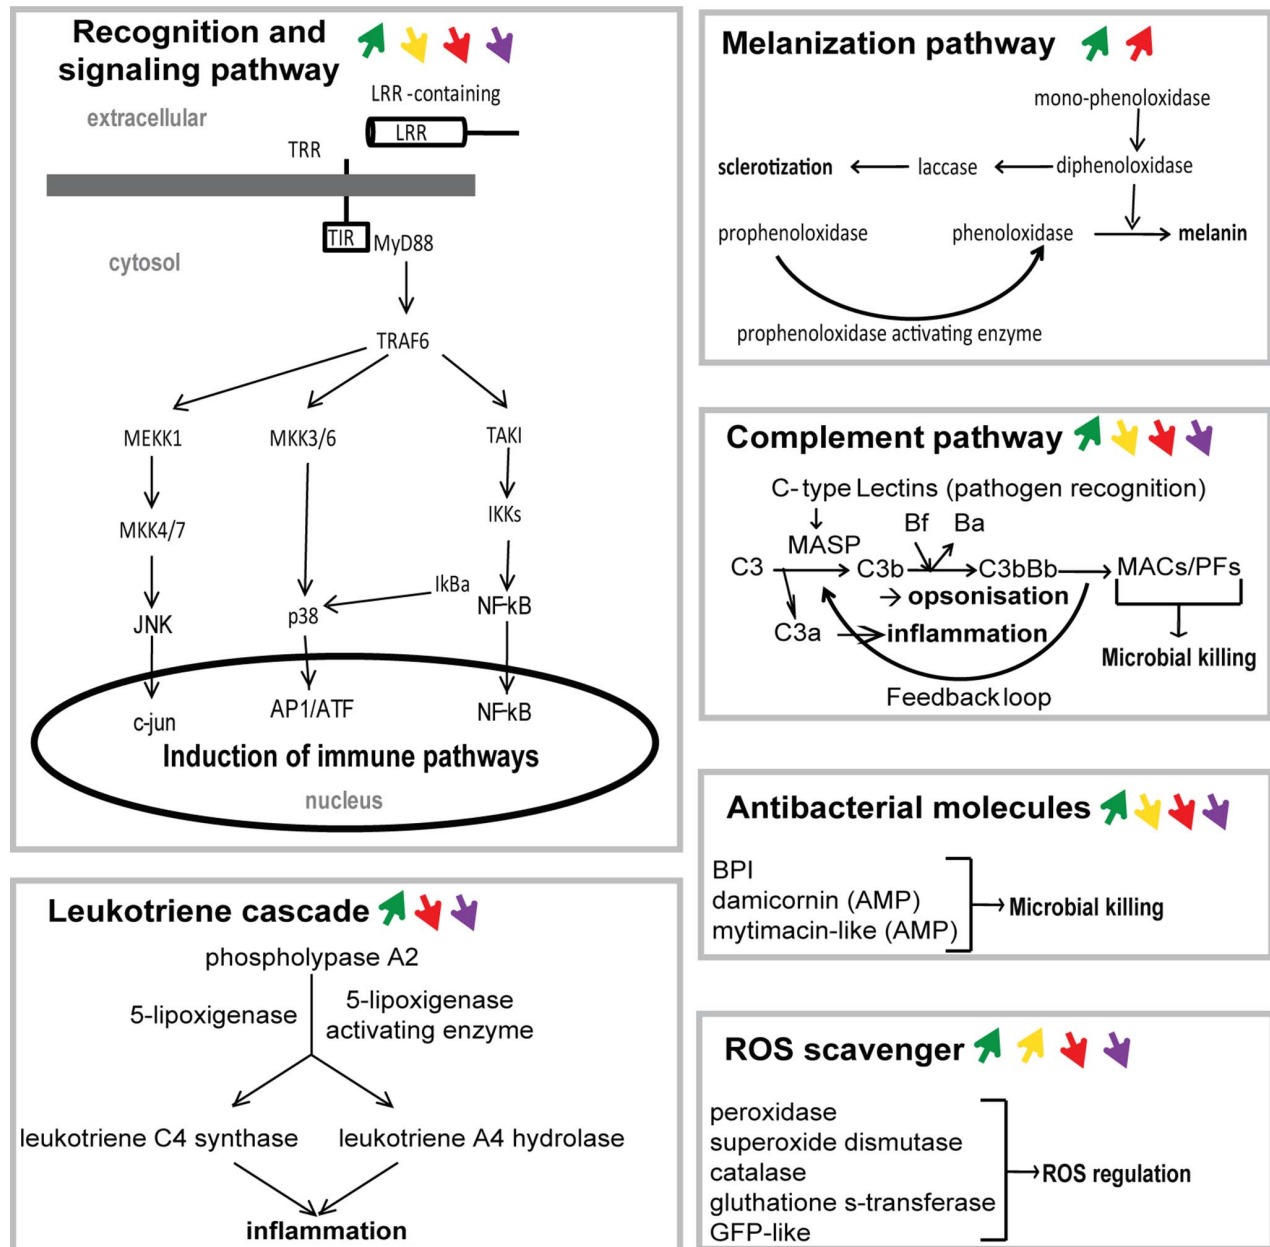 Recognition and
signaling pathway
LRR -containing
extracellular
LRR
TRR
TIR
MyD88
cytosol
TRAF6
MEKK1
MKK3/6
TAKI
MKK4/7
IKKs
IkBa
JNK
p38
NF-kB
c-jun
AP1/ATF
NF-kB
Induction of immune pathways
nucleus
Leukotriene cascade
phospholypase A2
5-lipoxigenase
5-lipoxigenase
activating enzyme
leukotriene C4 synthase
leukotriene A4 hydrolase
inflammation
Melanization pathway
mono-phenoloxidase
sclerotization
laccase
diphenoloxidase
prophenoloxidase
phenoloxidase
melanin
prophenoloxidase activating enzyme
Complement pathway
C-type Lectins (pathogen recognition)
Bf
Ba
MASP
C3
C3b
C3bBb
MACs/PFs
opsonisation
C3a
inflammation
Microbial killing
Feedback loop
Antibacterial molecules
BPI
damicornin (AMP)
mytimacin-like (AMP)
Microbial killing
ROS scavenger
peroxidase
superoxide dismutase
catalase
gluthatione s-transferase
GFP-like
ROS regulation